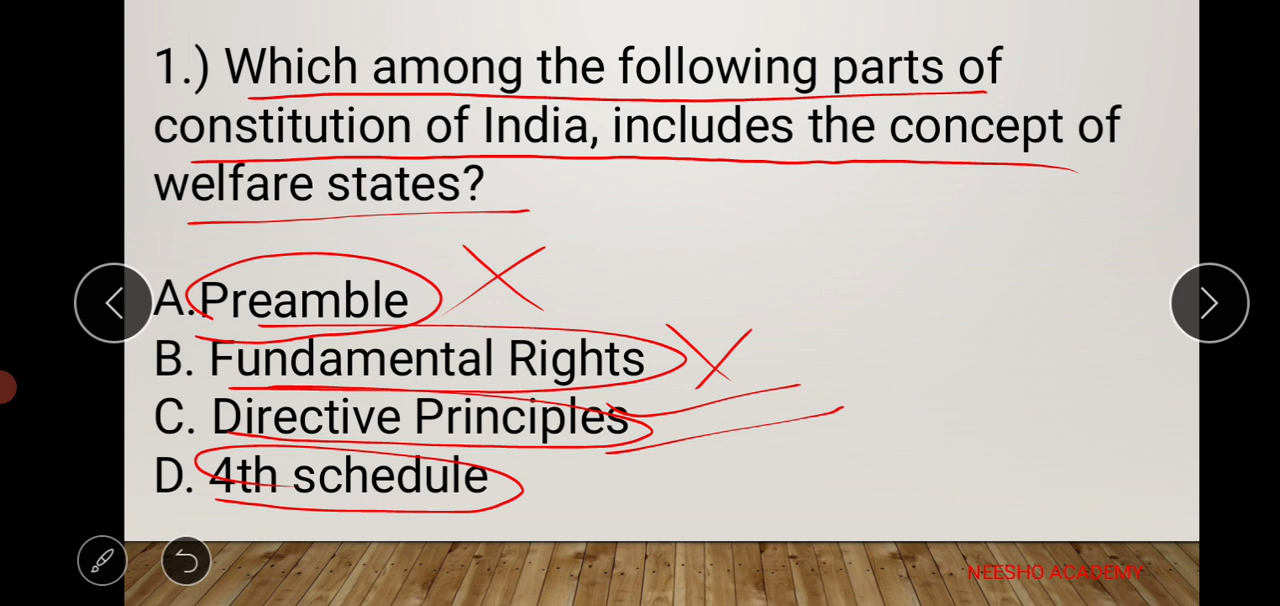 1.) Which among the following parts of
constitution of India, includes the concept of
welfare states?
A. Preamble
B. Fundamental Rights
C. Directive Principles
D. 4th schedule
NEESHO ACADEMY